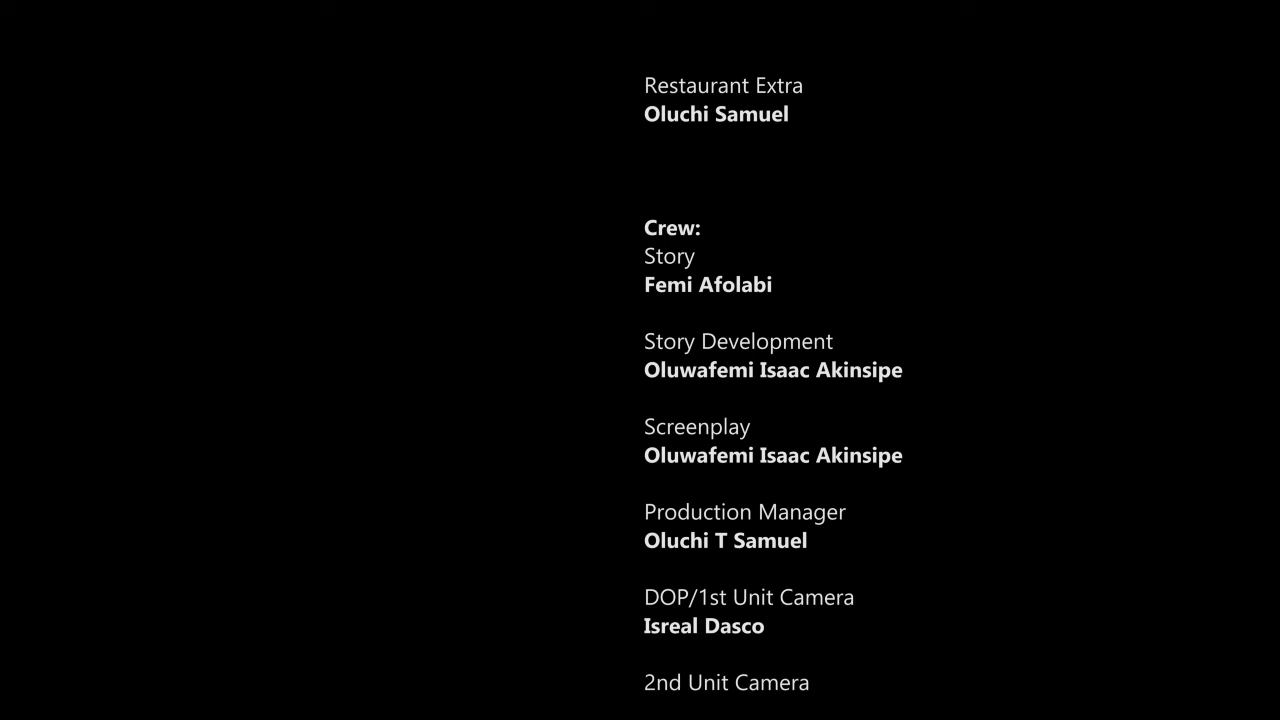 Restaurant Extra
Oluchi Samuel
Crew:
Story
Femi Afolabi
Story Development
Oluwafemi Isaac Akinsipe
Screenplay
Oluwafemi Isaac Akinsipe
Production Manager
Oluchi T Samuel
DOP/1st Unit Camera
Isreal Dasco
2nd Unit Camera